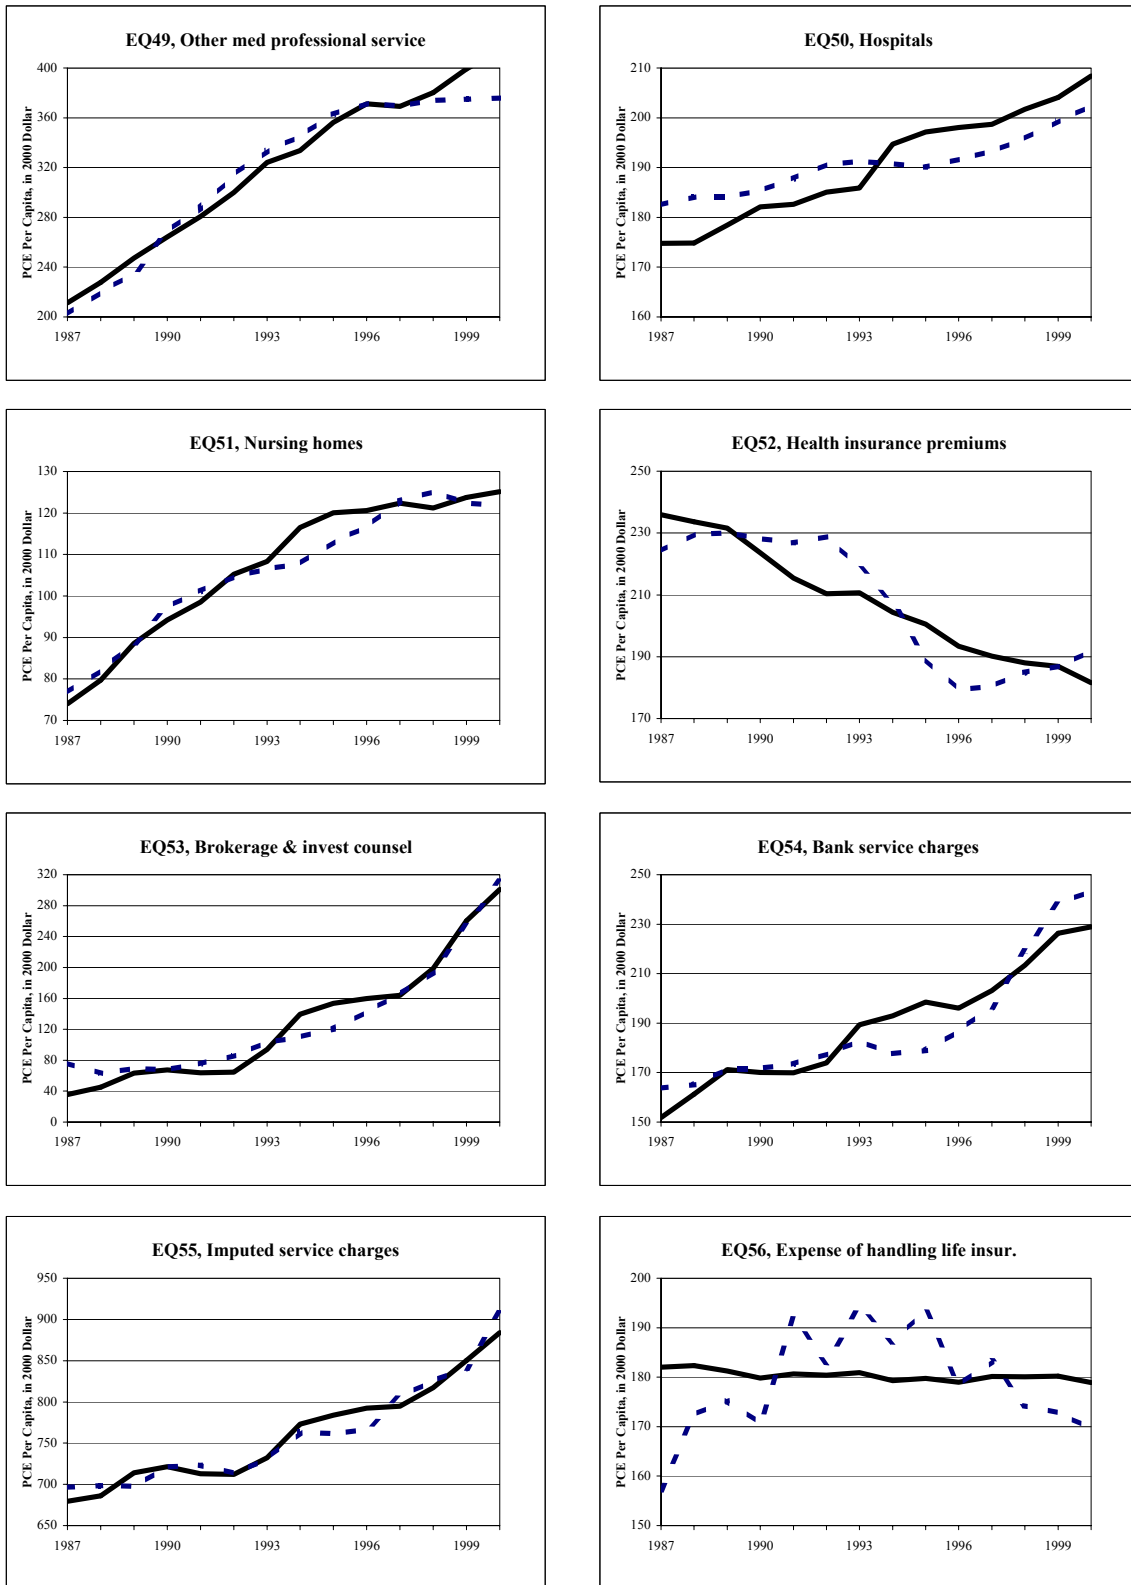 EQ49, Other med professional service
PCE Per Capita, in 2000 Dollar
400
360
320
280
240
200
1987 1990 1993 1996 1999
EQ50, Hospitals
PCE Per Capita, in 2000 Dollar
210
200
190
180
170
160
1987 1990 1993 1996 1999
EQ51, Nursing homes
PCE Per Capita, in 2000 Dollar
130
120
110
100
90
80
70
1987 1990 1993 1996 1999
EQ52, Health insurance premiums
PCE Per Capita, in 2000 Dollar
250
230
210
190
170
1987 1990 1993 1996 1999
EQ53, Brokerage & invest counsel
PCE Per Capita, in 2000 Dollar
320
280
240
200
160
120
80
40
0
1987 1990 1993 1996 1999
EQ54, Bank service charges
PCE Per Capita, in 2000 Dollar
250
230
210
190
170
150
1987 1990 1993 1996 1999
EQ55, Imputed service charges
PCE Per Capita, in 2000 Dollar
950
900
850
800
750
700
650
1987 1990 1993 1996 1999
EQ56, Expense of handling life insur.
PCE Per Capita, in 2000 Dollar
200
190
180
170
160
150
1987 1990 1993 1996 1999